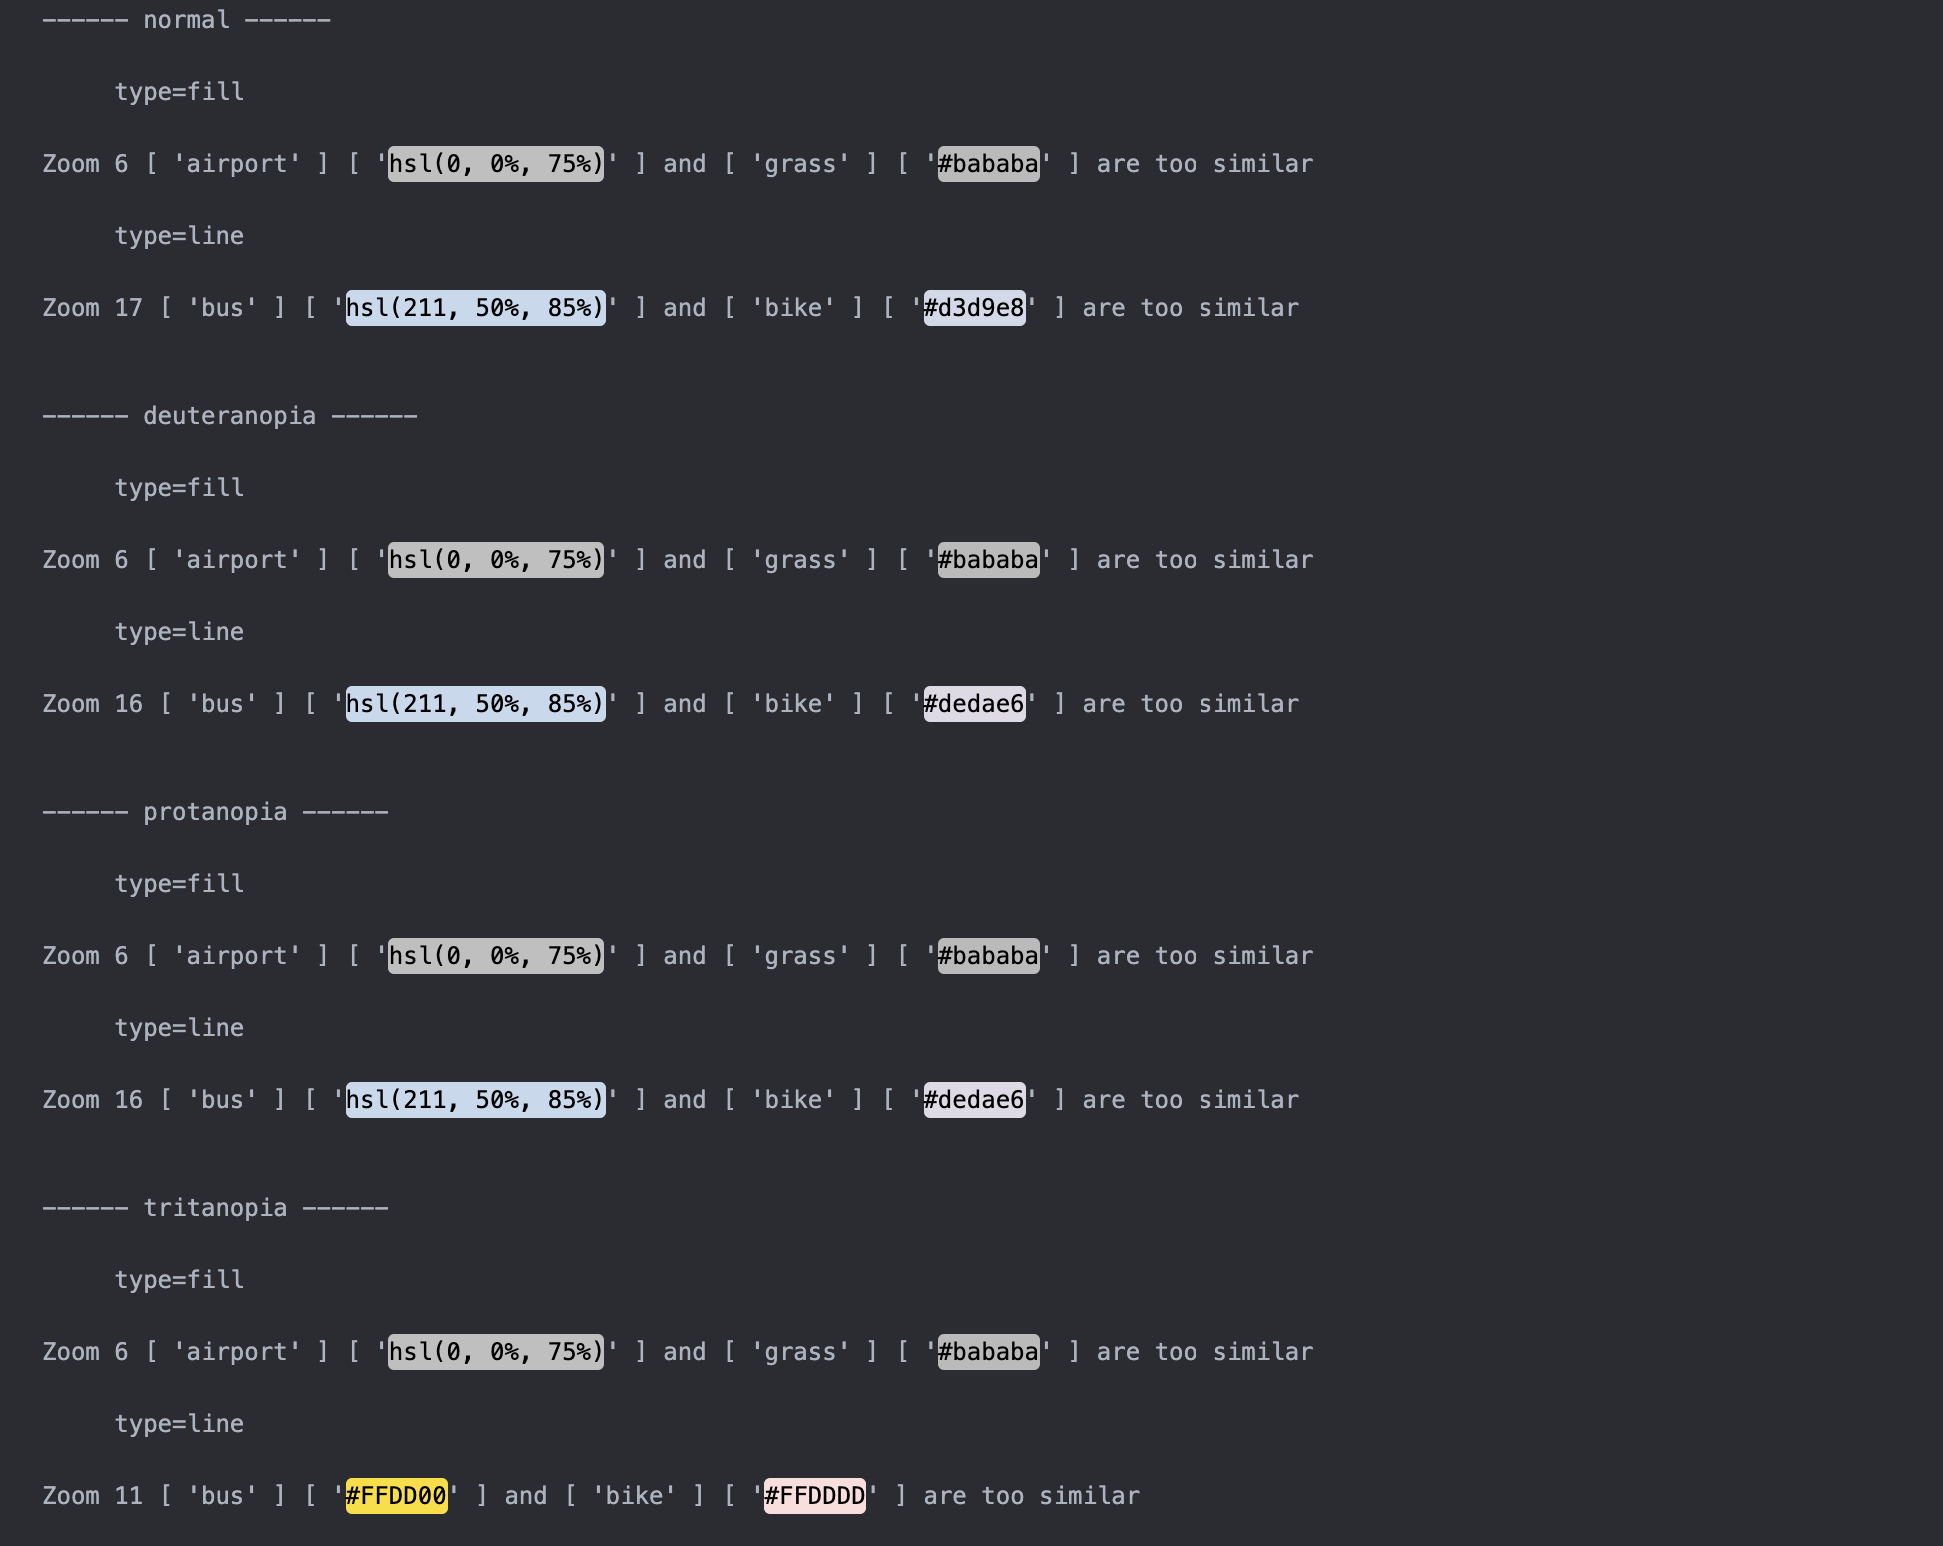 ------ normal ------
type=fill
Zoom 6 [ 'airport' ] [ 'hsl(0, 0%, 75%)' ] and [ 'grass' ] [ '#bababa' ] are too similar
type=line
Zoom 17 [ 'bus' ] [ 'hsl(211, 50%, 85%)' ] and [ 'bike' ] [ '#d3d9e8' ] are too similar
------ deuteranopia ------
type=fill
Zoom 6 [ 'airport' ] [ 'hsl(0, 0%, 75%)' ] and [ 'grass' ] [ '#bababa' ] are too similar
type=line
Zoom 16 [ 'bus' ] [ 'hsl(211, 50%, 85%)' ] and [ 'bike' ] [ '#dedae6' ] are too similar
------ protanopia ------
type=fill
Zoom 6 [ 'airport' ] [ 'hsl(0, 0%, 75%)' ] and [ 'grass' ] [ '#bababa' ] are too similar
type=line
Zoom 16 [ 'bus' ] [ 'hsl(211, 50%, 85%)' ] and [ 'bike' ] [ '#dedae6' ] are too similar
------ tritanopia ------
type=fill
Zoom 6 [ 'airport' ] [ 'hsl(0, 0%, 75%)' ] and [ 'grass' ] [ '#bababa' ] are too similar
type=line
Zoom 11 [ 'bus' ] [ '#FFDD00' ] and [ 'bike' ] [ '#FFDDDD' ] are too similar